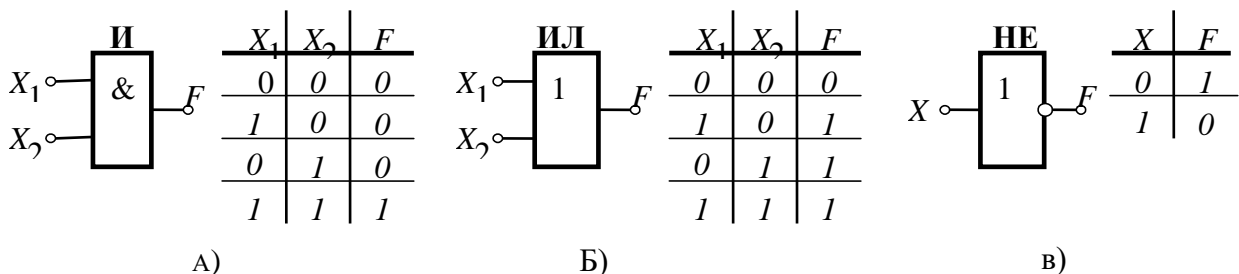 И
X1 X2 F
X1 & F
0 0 0
X2
1 0 0
0 1 0
1 1 1
А)
ИЛ
X1 X2 F
X1 1 F
0 0 0
X2
1 0 1
0 1 1
1 1 1
Б)
НЕ
X F
0 1
X 1 F
1 0
в)